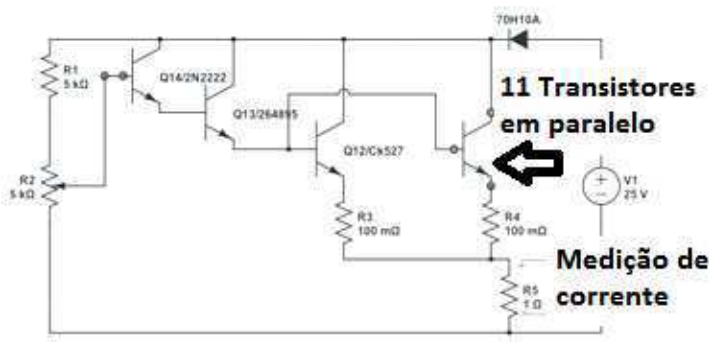 70H10A
R1
5 kΩ
Q14/2N2222
11 Transistores
em paralelo
Q13/264895
Q12/Ck527
R2
5 kΩ
+
−
V1
25 V
R3
100 mΩ
R4
100 mΩ
Medição de
corrente
R5
1 Ω